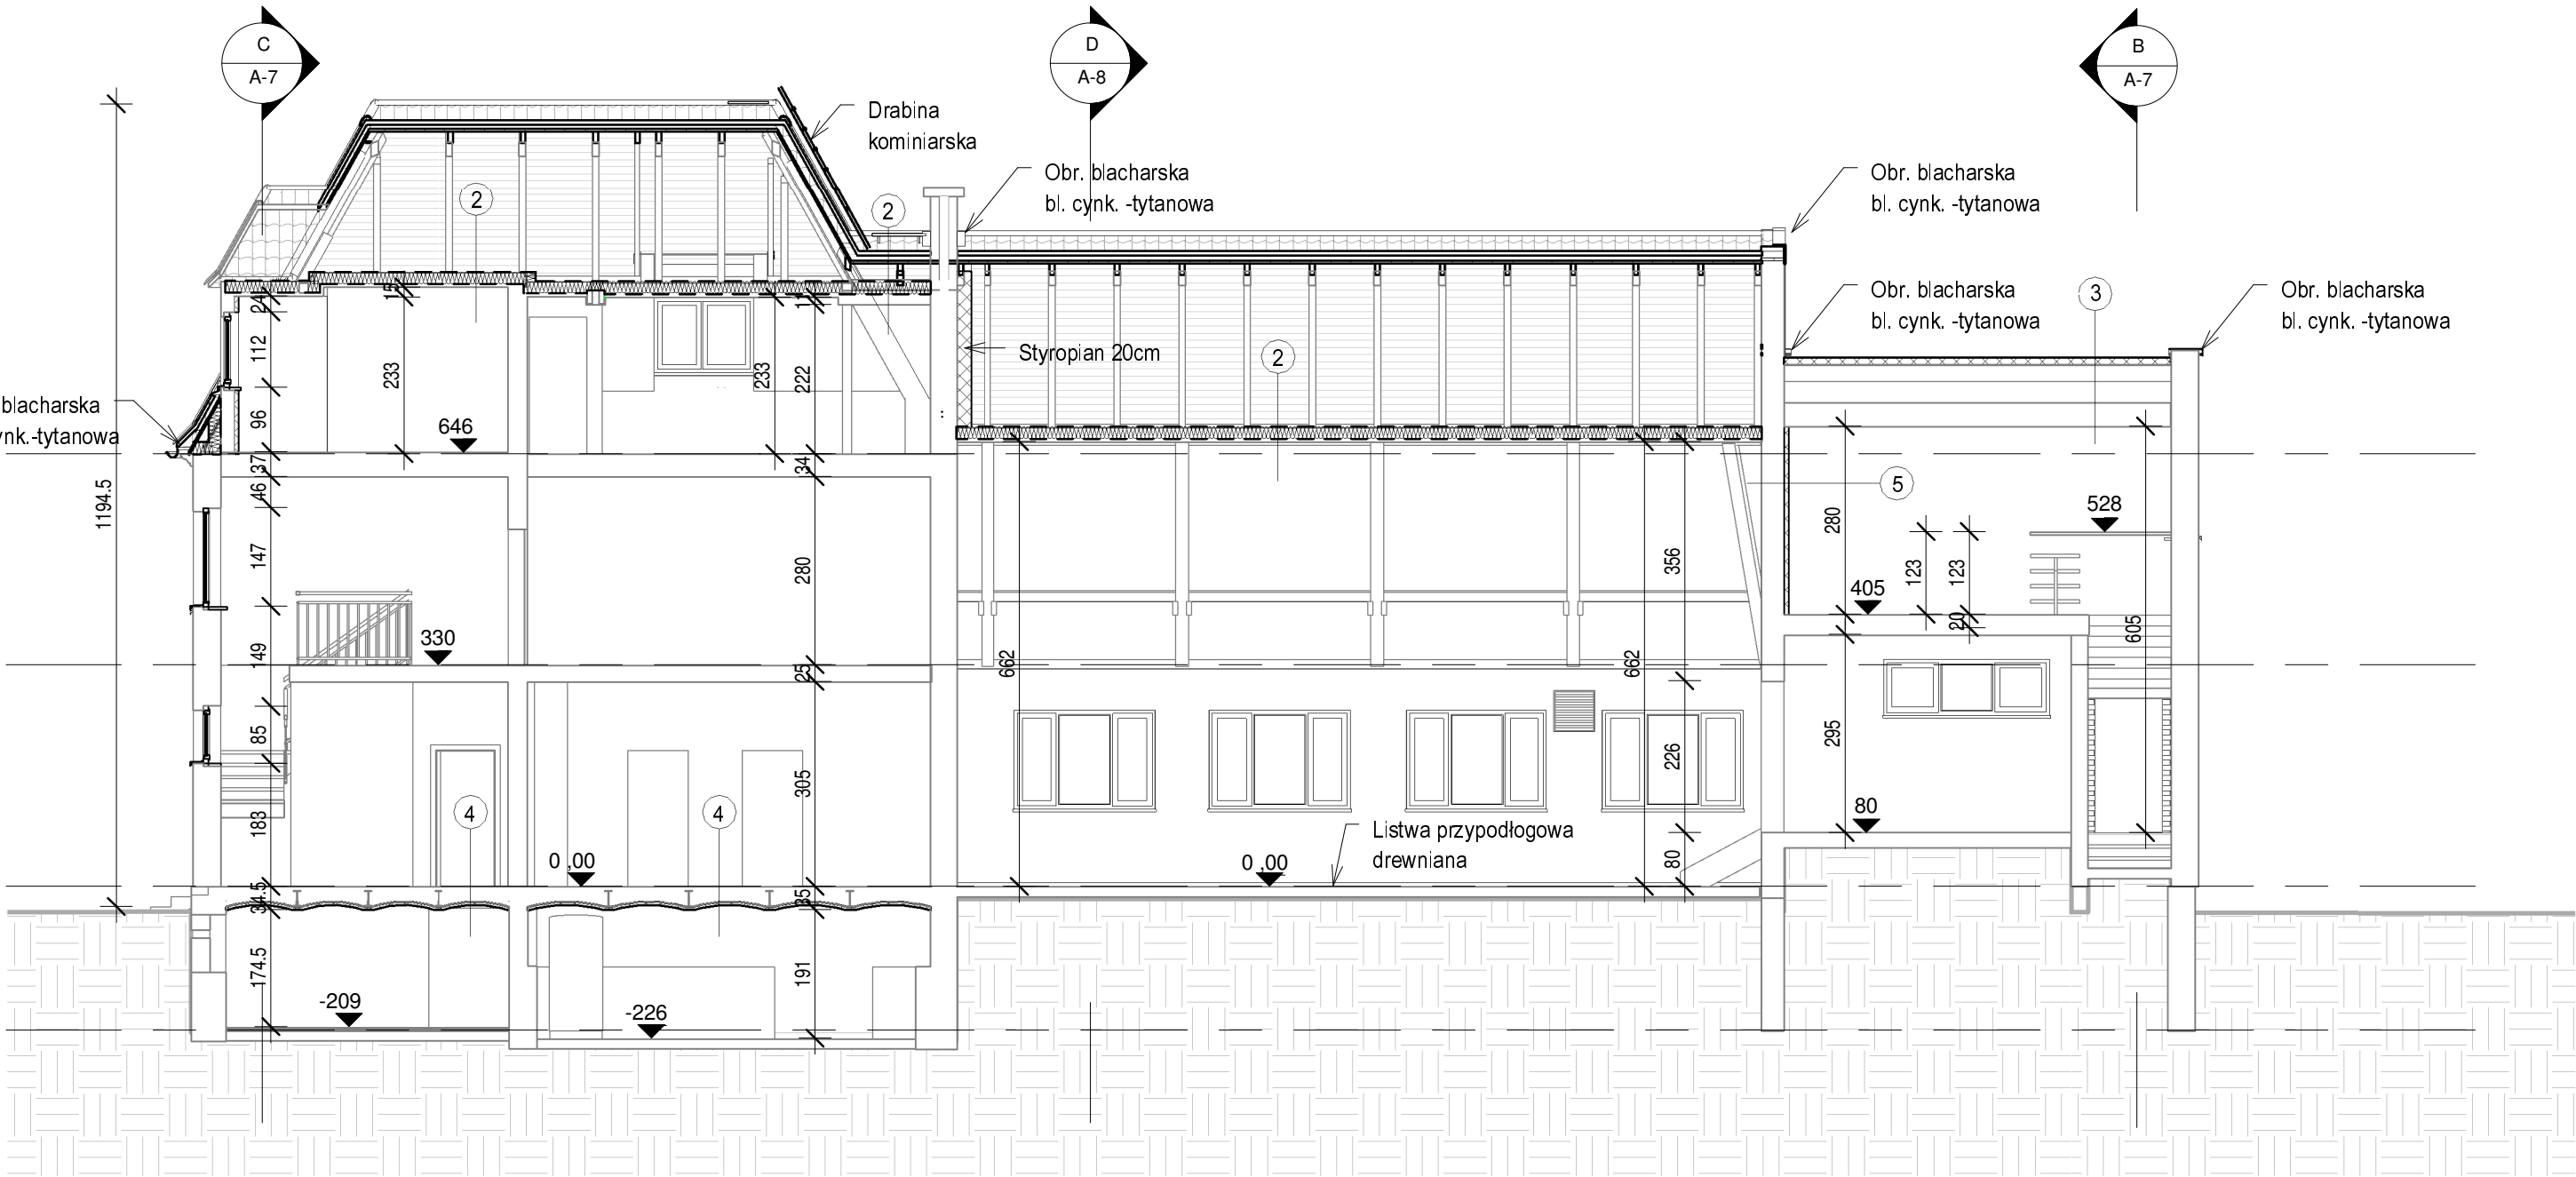 C
A-7
D
A-8
B
A-7
Drabina
kominiarska
Obr. blacharska
bl. cynk. -tytanowa
Obr. blacharska
bl. cynk. -tytanowa
2
2
Obr. blacharska
bl. cynk. -tytanowa
3
Obr. blacharska
bl. cynk. -tytanowa
24
15
11
112
233
233
222
Styropian 20cm
2
blacharska
ynk.-tytanowa
96
646
37
34
46
1194.5
5
528
147
280
356
280
123
123
405
20
605
330
149
25
662
662
85
305
226
295
183
4
4
80
Listwa przypodłogowa
drewniana
0 ,00
0 ,00
80
34.5
35
174.5
191
-209
-226